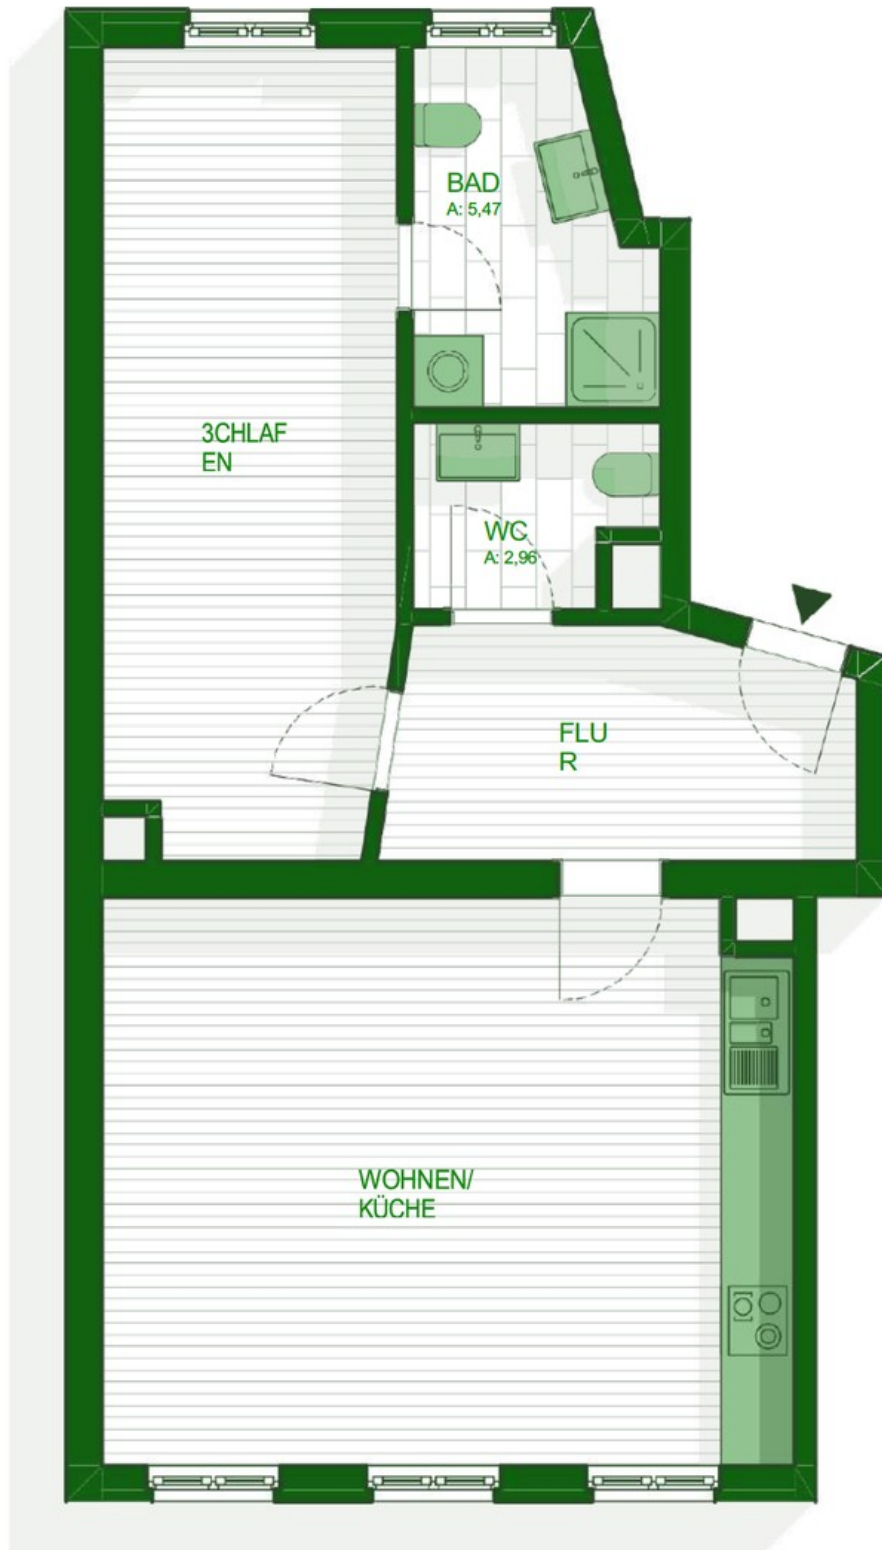 BAD
A: 5,47
3CHLAF
EN
WC
A: 2,96
FLU
R
WOHNEN/
KÜCHE